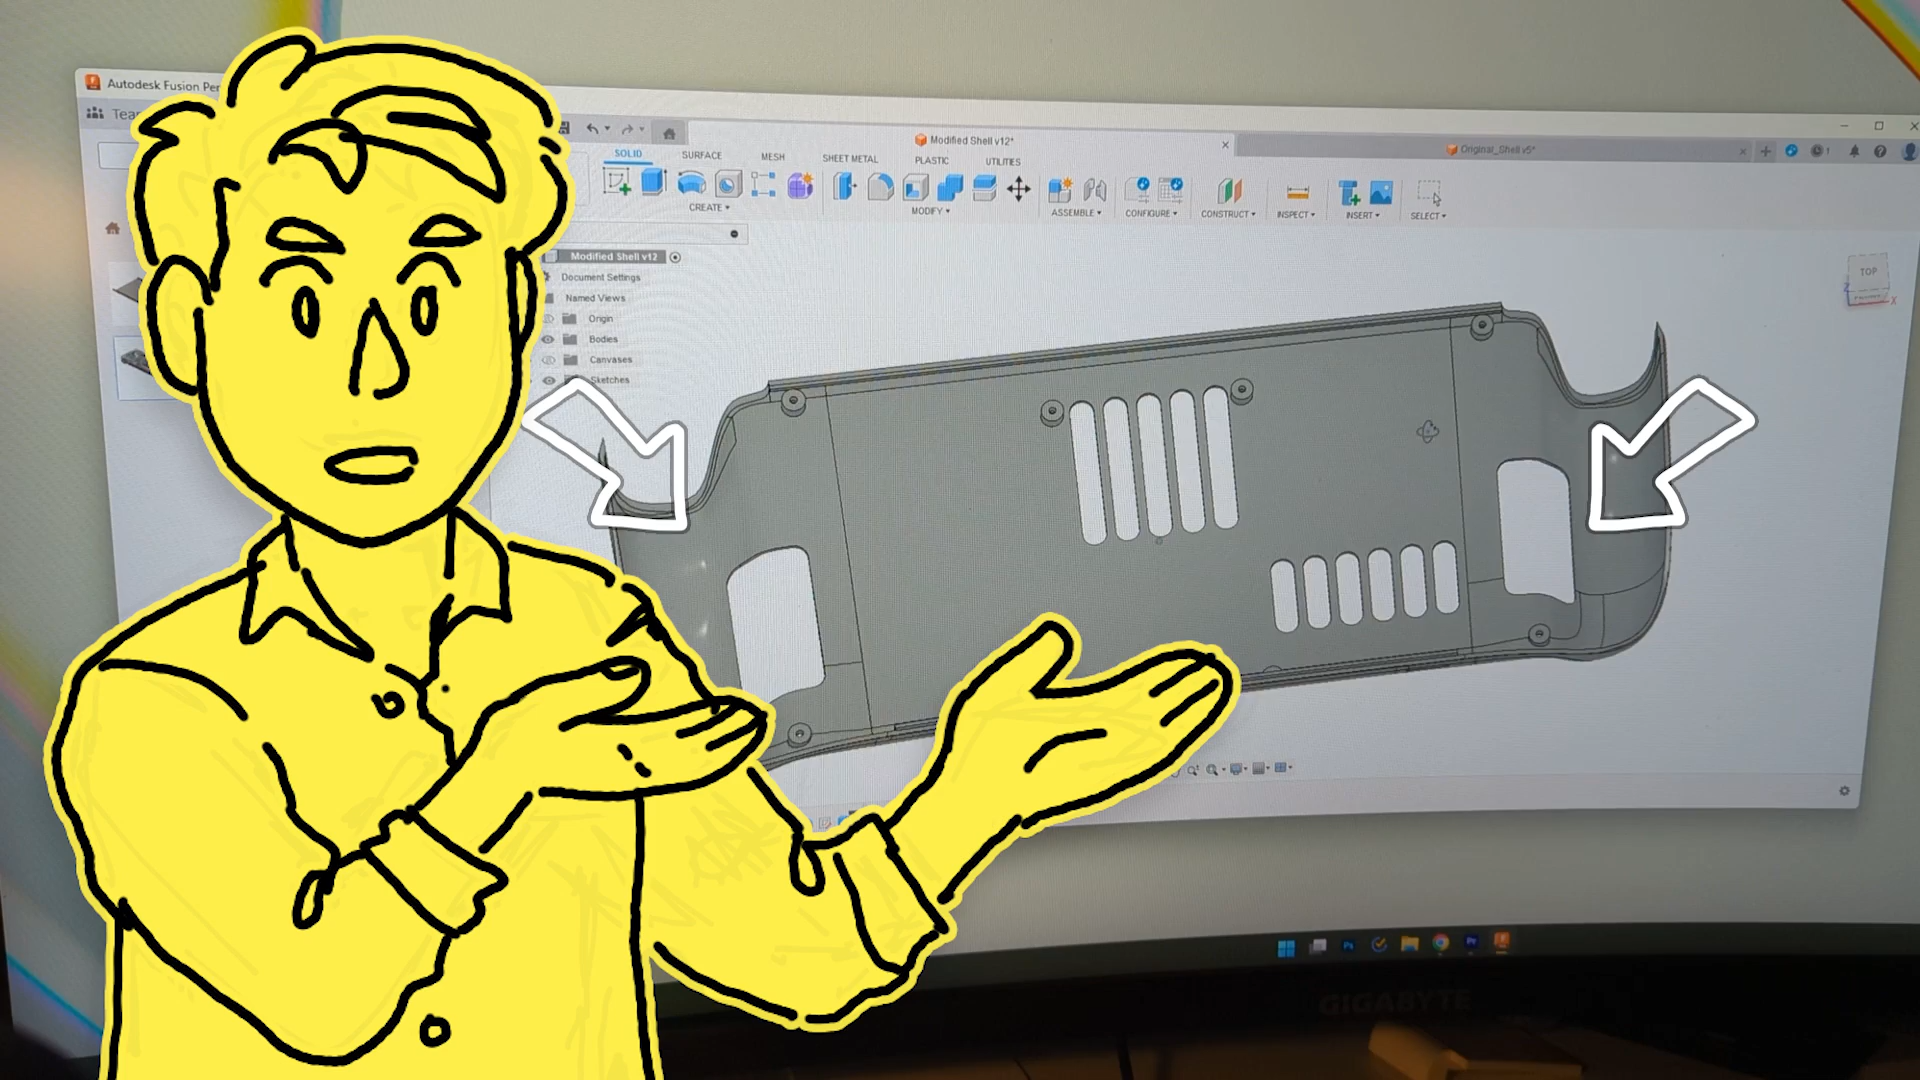 Autodesk Fusion Per
Tea
Modified Shell v12*
Original_Shell v5*
SOLID
SURFACE
MESH
SHEET METAL
PLASTIC
UTILITIES
CREATE
MODIFY
ASSEMBLE
CONFIGURE
CONSTRUCT
INSPECT
INSERT
SELECT
Modified Shell v12
Document Settings
Named Views
Origin
Bodies
Canvases
Sketches
TOP
Z
X
GIGABYTE